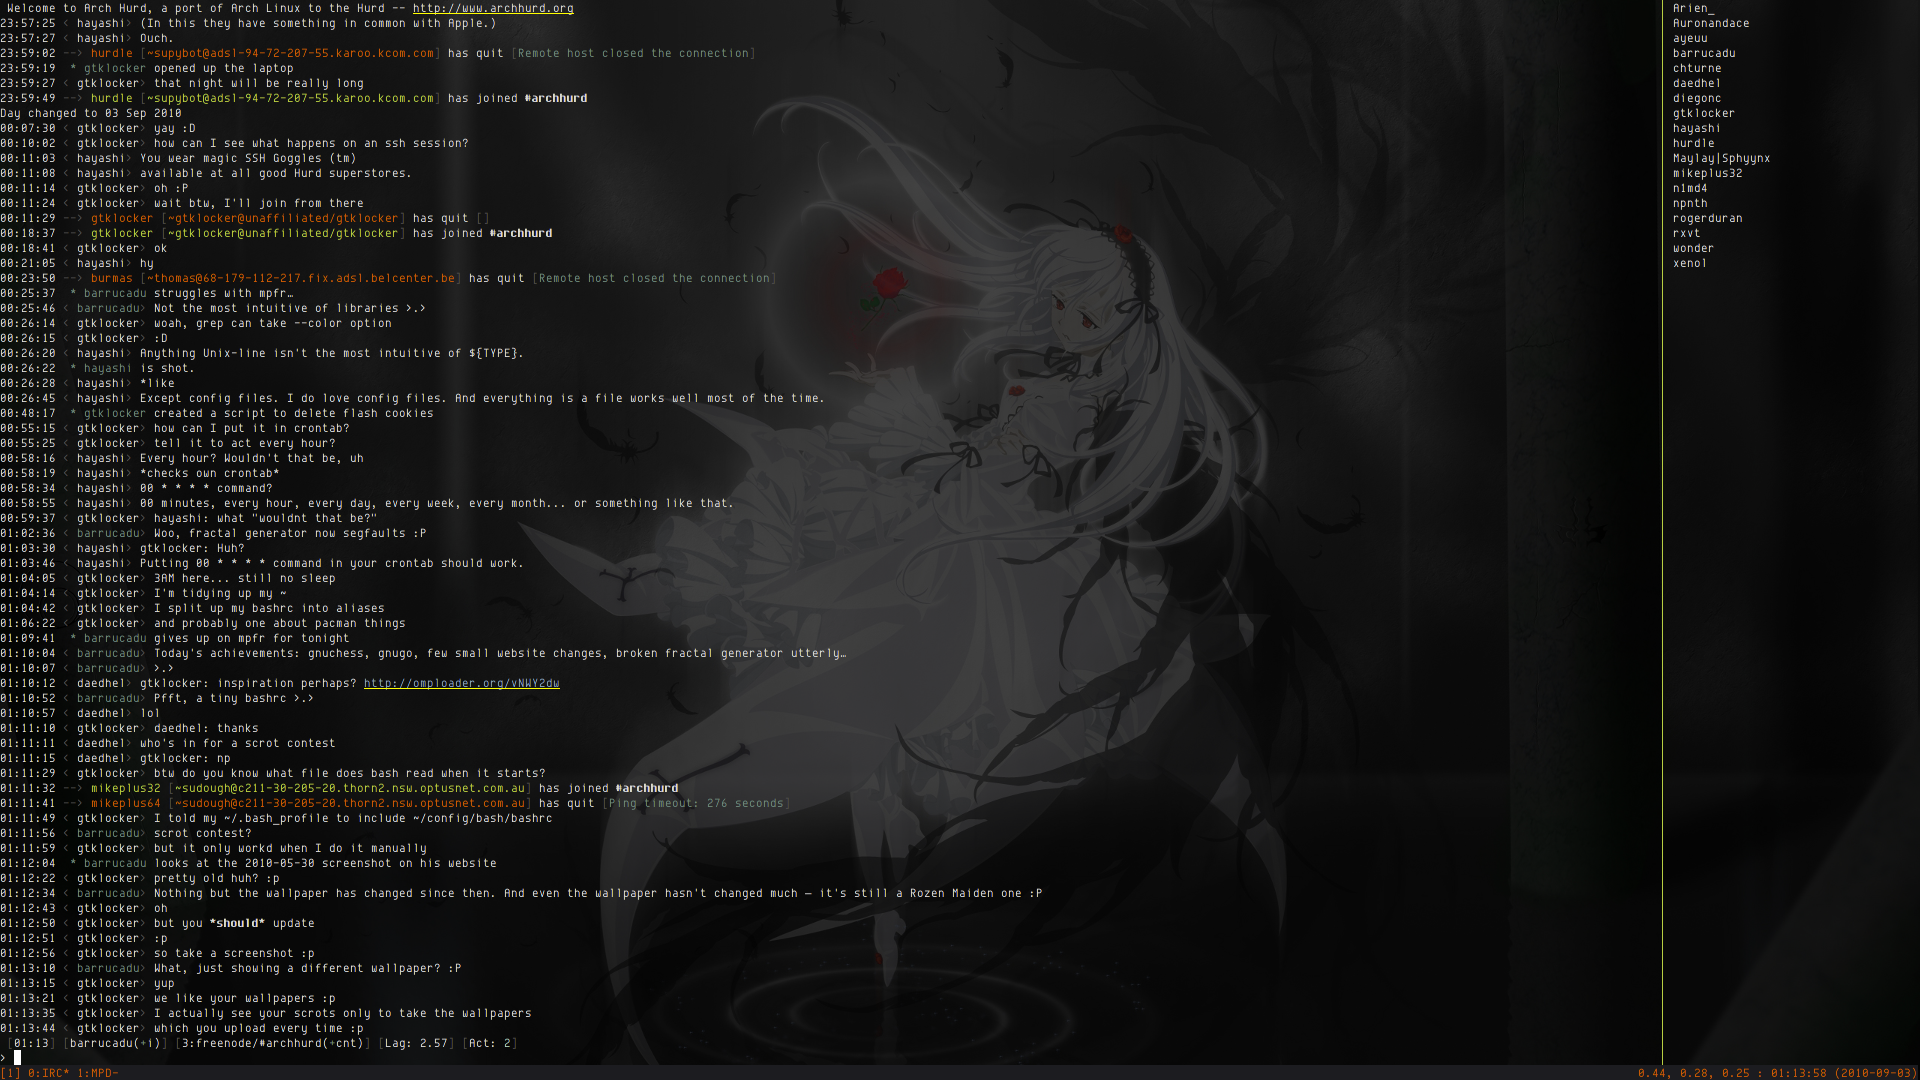 Welcome to Arch Hurd, a port of Arch Linux to the Hurd -- http://www.archhurd.org
23:57:25 < hayashi> (In this they have something in common with Apple.)
23:57:27 < hayashi> Ouch.
23:59:02 --> hurdle [~supybot@adsl-94-72-207-55.karoo.kcom.com] has quit [Remote host closed the connection]
23:59:19  * gtklocker opened up the laptop
23:59:27 < gtklocker> that night will be really long
23:59:49 --> hurdle [~supybot@adsl-94-72-207-55.karoo.kcom.com] has joined #archhurd
Day changed to 03 Sep 2010
00:07:30 < gtklocker> yay :D
00:10:02 < gtklocker> how can I see what happens on an ssh session?
00:11:03 < hayashi> You wear magic SSH Goggles (tm)
00:11:08 < hayashi> available at all good Hurd superstores.
00:11:14 < gtklocker> oh :P
00:11:24 < gtklocker> wait btw, I'll join from there
00:11:29 --> gtklocker [~gtklocker@unaffiliated/gtklocker] has quit []
00:18:37 --> gtklocker [~gtklocker@unaffiliated/gtklocker] has joined #archhurd
00:18:41 < gtklocker> ok
00:21:05 < hayashi> hy
00:23:50 --> burmas [~thomas@68-179-112-217.fix.adsl.belcenter.be] has quit [Remote host closed the connection]
00:25:37  * barrucadu struggles with mpfr…
00:25:46 < barrucadu> Not the most intuitive of libraries >.>
00:26:14 < gtklocker> woah, grep can take --color option
00:26:15 < gtklocker> :D
00:26:20 < hayashi> Anything Unix-line isn't the most intuitive of ${TYPE}.
00:26:22  * hayashi is shot.
00:26:28 < hayashi> *like
00:26:45 < hayashi> Except config files. I do love config files. And everything is a file works well most of the time.
00:48:17  * gtklocker created a script to delete flash cookies
00:55:15 < gtklocker> how can I put it in crontab?
00:55:25 < gtklocker> tell it to act every hour?
00:58:16 < hayashi> Every hour? Wouldn't that be, uh
00:58:19 < hayashi> *checks own crontab*
00:58:34 < hayashi> 00 * * * * command?
00:58:55 < hayashi> 00 minutes, every hour, every day, every week, every month... or something like that.
00:59:37 < gtklocker> hayashi: what "wouldnt that be?"
01:02:36 < barrucadu> Woo, fractal generator now segfaults :P
01:03:30 < hayashi> gtklocker: Huh?
01:03:46 < hayashi> Putting 00 * * * * command in your crontab should work.
01:04:05 < gtklocker> 3AM here... still no sleep
01:04:14 < gtklocker> I'm tidying up my ~
01:04:42 < gtklocker> I split up my bashrc into aliases
01:06:22 < gtklocker> and probably one about pacman things
01:09:41  * barrucadu gives up on mpfr for tonight
01:10:04 < barrucadu> Today's achievements: gnuchess, gnugo, few small website changes, broken fractal generator utterly…
01:10:07 < barrucadu> >.>
01:10:12 < daedhel> gtklocker: inspiration perhaps? http://omploader.org/vNWY2dw
01:10:52 < barrucadu> Pfft, a tiny bashrc >.>
01:10:57 < daedhel> lol
01:11:10 < gtklocker> daedhel: thanks
01:11:11 < daedhel> who's in for a scrot contest
01:11:15 < daedhel> gtklocker: np
01:11:29 < gtklocker> btw do you know what file does bash read when it starts?
01:11:32 --> mikeplus32 [~sudough@c211-30-205-20.thorn2.nsw.optusnet.com.au] has joined #archhurd
01:11:41 --> mikeplus64 [~sudough@c211-30-205-20.thorn2.nsw.optusnet.com.au] has quit [Ping timeout: 276 seconds]
01:11:49 < gtklocker> I told my ~/.bash_profile to include ~/config/bash/bashrc
01:11:56 < barrucadu> scrot contest?
01:11:59 < gtklocker> but it only workd when I do it manually
01:12:04  * barrucadu looks at the 2010-05-30 screenshot on his website
01:12:22 < gtklocker> pretty old huh? :p
01:12:34 < barrucadu> Nothing but the wallpaper has changed since then. And even the wallpaper hasn't changed much — it's still a Rozen Maiden one :P
01:12:43 < gtklocker> oh
01:12:50 < gtklocker> but you *should* update
01:12:51 < gtklocker> :p
01:12:56 < gtklocker> so take a screenshot :p
01:13:10 < barrucadu> What, just showing a different wallpaper? :P
01:13:15 < gtklocker> yup
01:13:21 < gtklocker> we like your wallpapers :p
01:13:35 < gtklocker> I actually see your scrots only to take the wallpapers
01:13:44 < gtklocker> which you upload every time :p
[01:13] [barrucadu(+i)] [3:freenode/#archhurd(+cnt)] [Lag: 2.57] [Act: 2]
>
[1] 0:IRC* 1:MPD-
Arien_
Auronandace
ayeuu
barrucadu
chturne
daedhel
diegonc
gtklocker
hayashi
hurdle
Maylay|Sphyynx
mikeplus32
n1md4
npnth
rogerduran
rxvt
wonder
xenol
0.44, 0.28, 0.25 : 01:13:58 (2010-09-03)